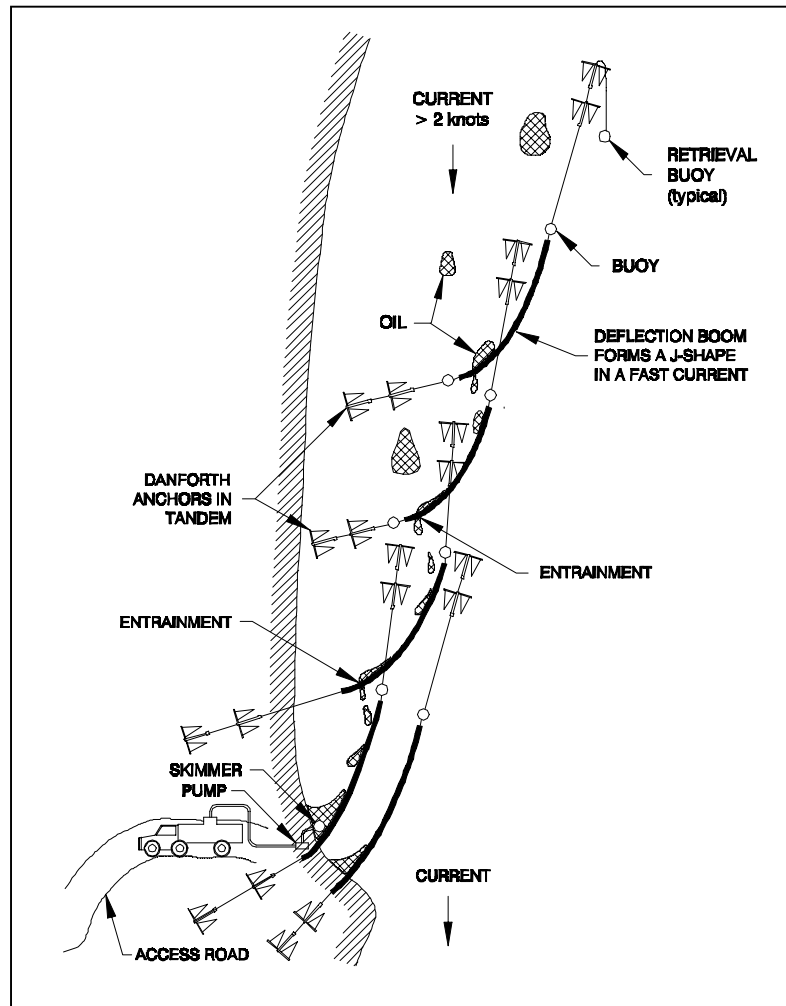 CURRENT
> 2 knots
RETRIEVAL
BUOY
(typical)
BUOY
OIL
DEFLECTION BOOM
FORMS A J-SHAPE
IN A FAST CURRENT
DANFORTH
ANCHORS IN
TANDEM
ENTRAINMENT
ENTRAINMENT
SKIMMER
PUMP
CURRENT
ACCESS ROAD